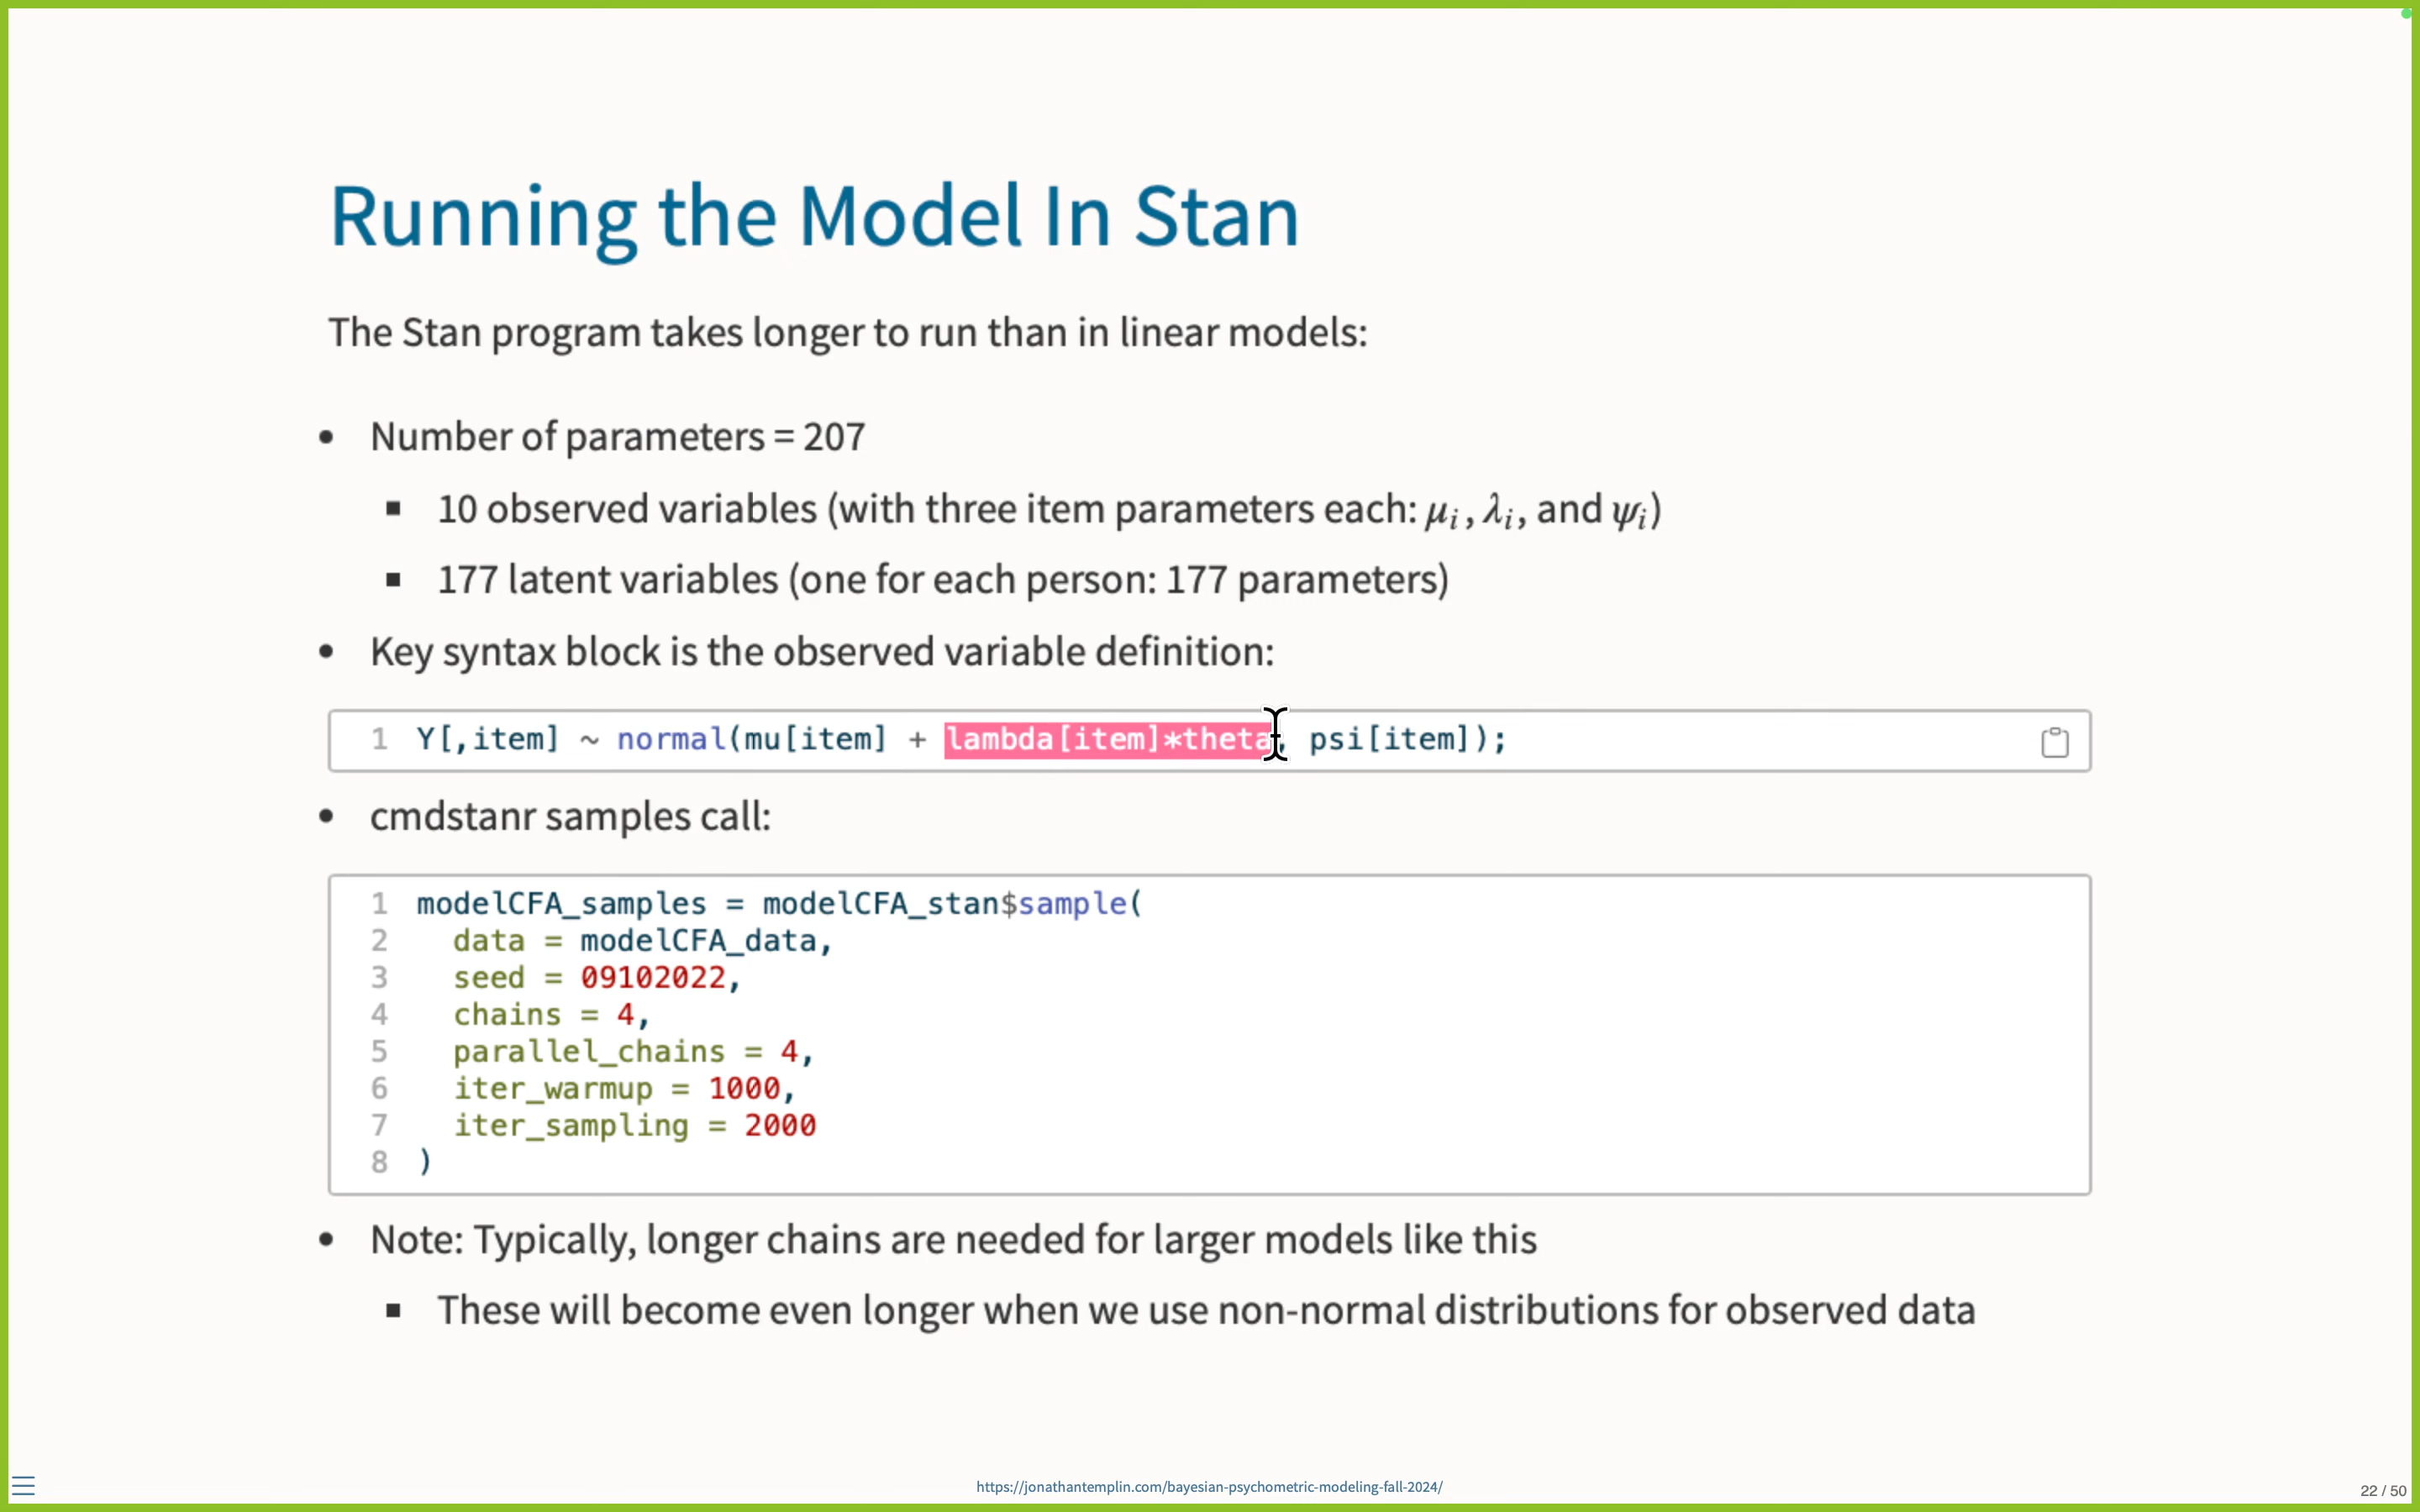 Running the Model In Stan
The Stan program takes longer to run than in linear models:
• Number of parameters = 207
▪ 10 observed variables (with three item parameters each: μᵢ, λᵢ, and ψᵢ)
▪ 177 latent variables (one for each person: 177 parameters)
• Key syntax block is the observed variable definition:
1 Y[,item] ~ normal(mu[item] + lambda[item]*theta, psi[item]);
• cmdstanr samples call:
1 modelCFA_samples = modelCFA_stan$sample(
2   data = modelCFA_data,
3   seed = 09102022,
4   chains = 4,
5   parallel_chains = 4,
6   iter_warmup = 1000,
7   iter_sampling = 2000
8 )
• Note: Typically, longer chains are needed for larger models like this
▪ These will become even longer when we use non-normal distributions for observed data
https://jonathantemplin.com/bayesian-psychometric-modeling-fall-2024/
22 / 50